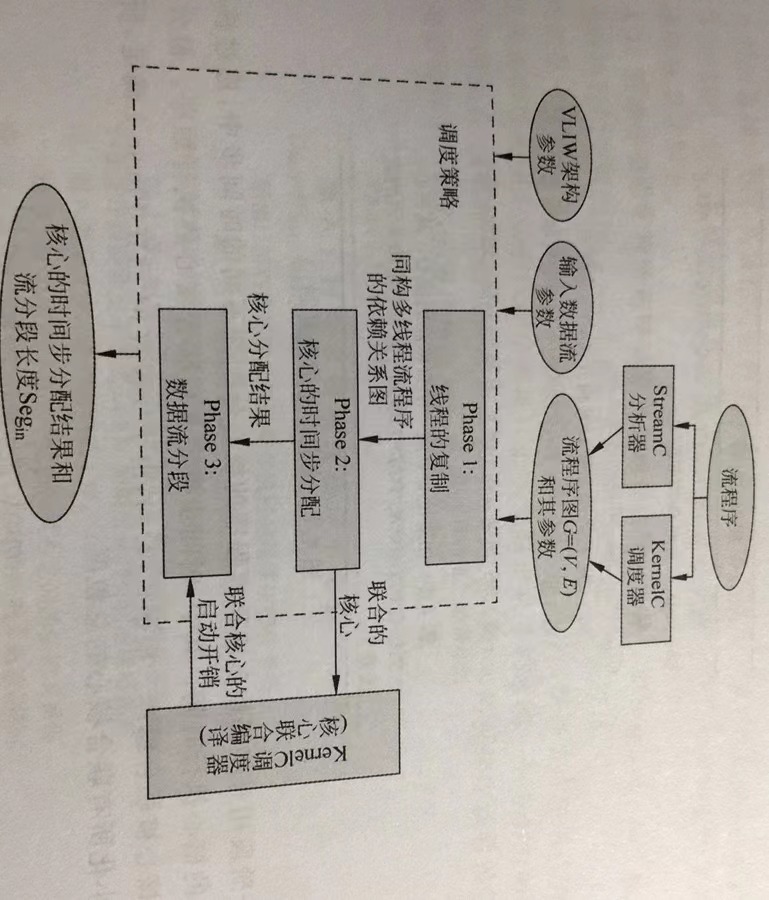 流程序
StreamC
分析器
KernelC
调度器
VLIW架构
参数
输入数据流
参数
流程序图G=(V, E)
和其参数
调度策略
Phase 1:
线程的复制
同构多线程流程序
的依赖关系图
联合的
核心
Phase 2:
核心的时间步分配
KernelC调度器
(核心联合编译)
核心分配结果
联合核心的
启动开销
Phase 3:
数据流分段
核心的时间步分配结果和
流分段长度Segin